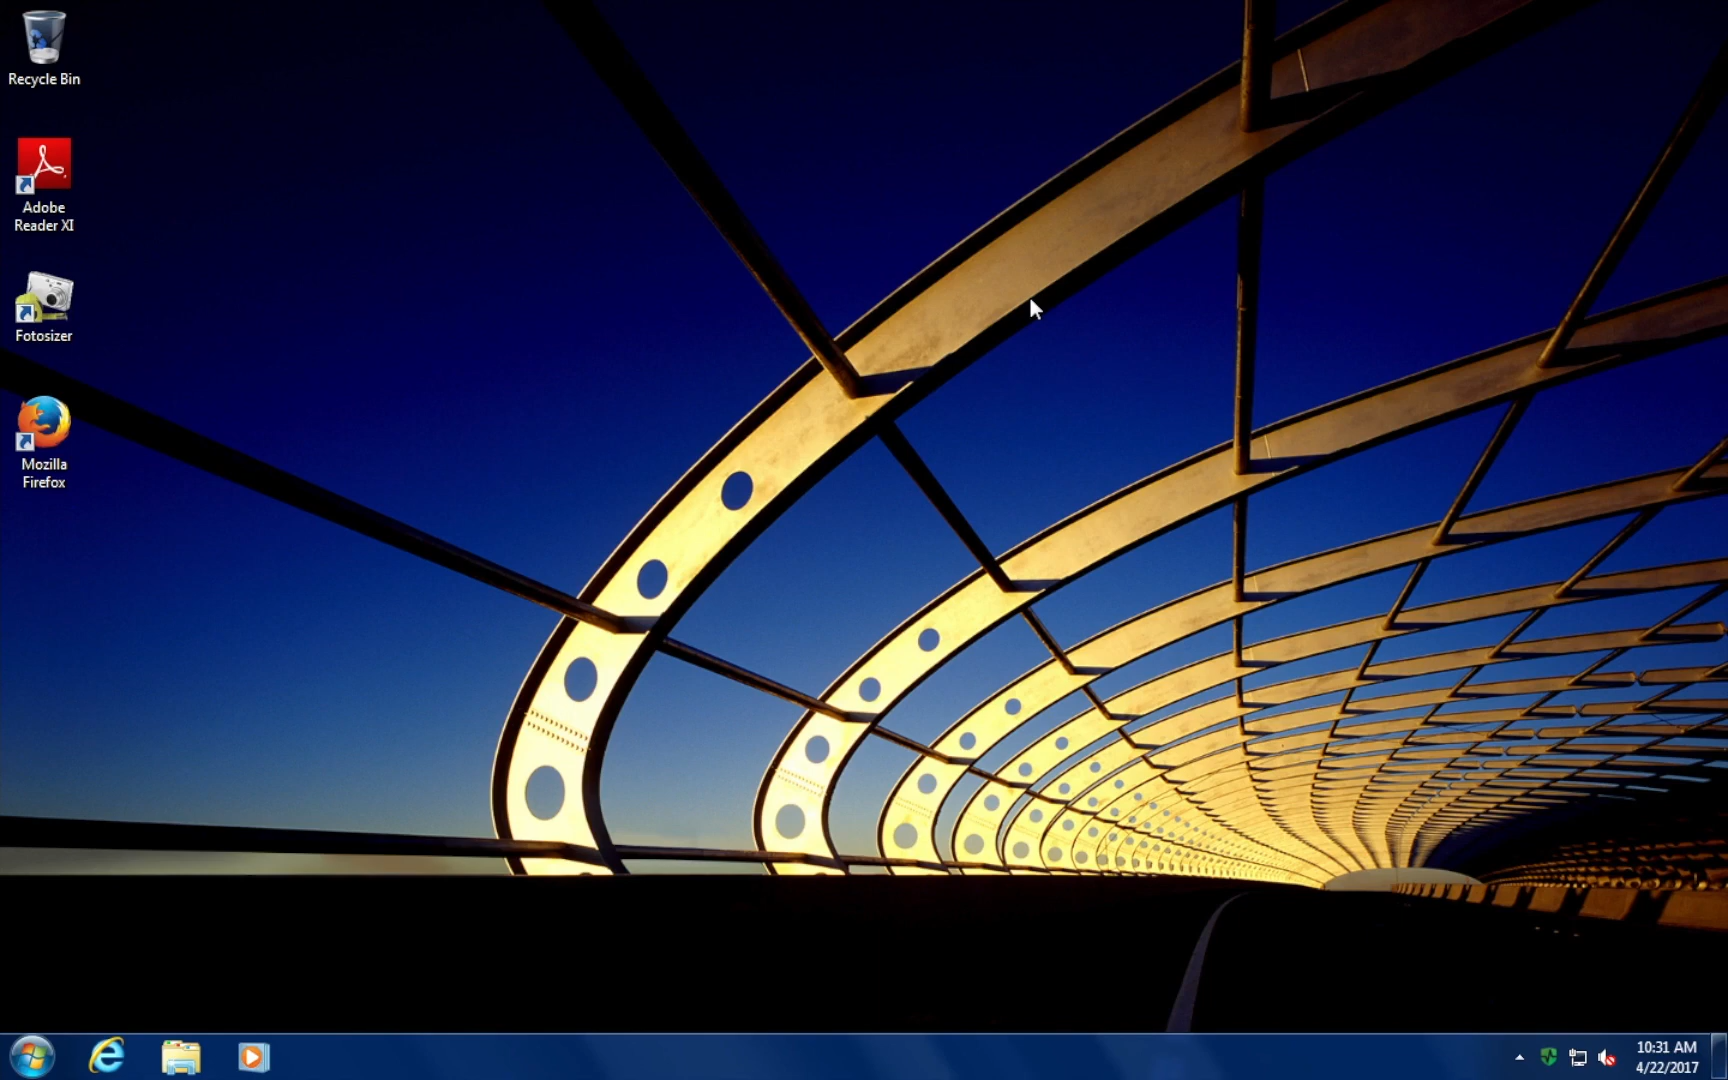 Recycle Bin
Adobe
Reader XI
Fotosizer
Mozilla
Firefox
10:31 AM
4/22/2017